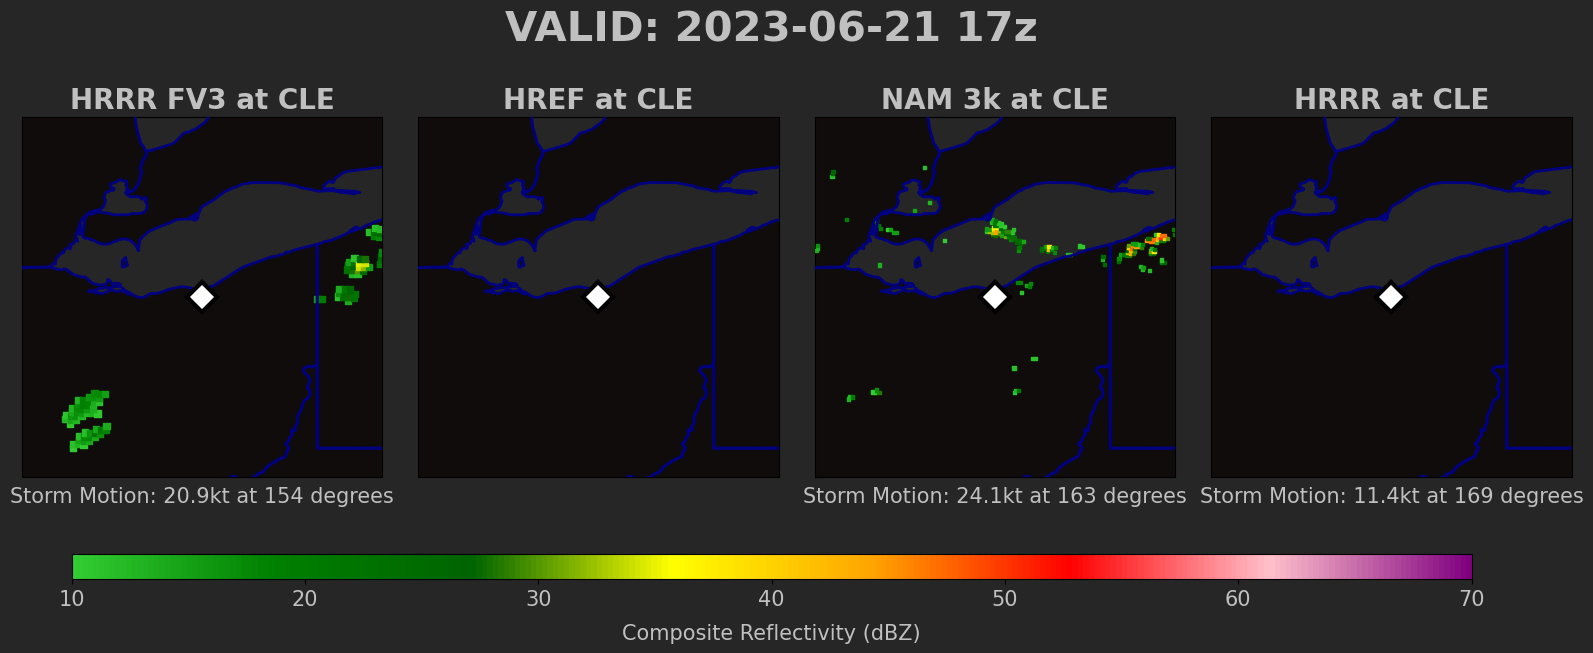 VALID: 2023-06-21 17z
HRRR FV3 at CLE
HREF at CLE
NAM 3k at CLE
HRRR at CLE
Storm Motion: 20.9kt at 154 degrees
Storm Motion: 24.1kt at 163 degrees
Storm Motion: 11.4kt at 169 degrees
10 20 30 40 50 60 70
Composite Reflectivity (dBZ)